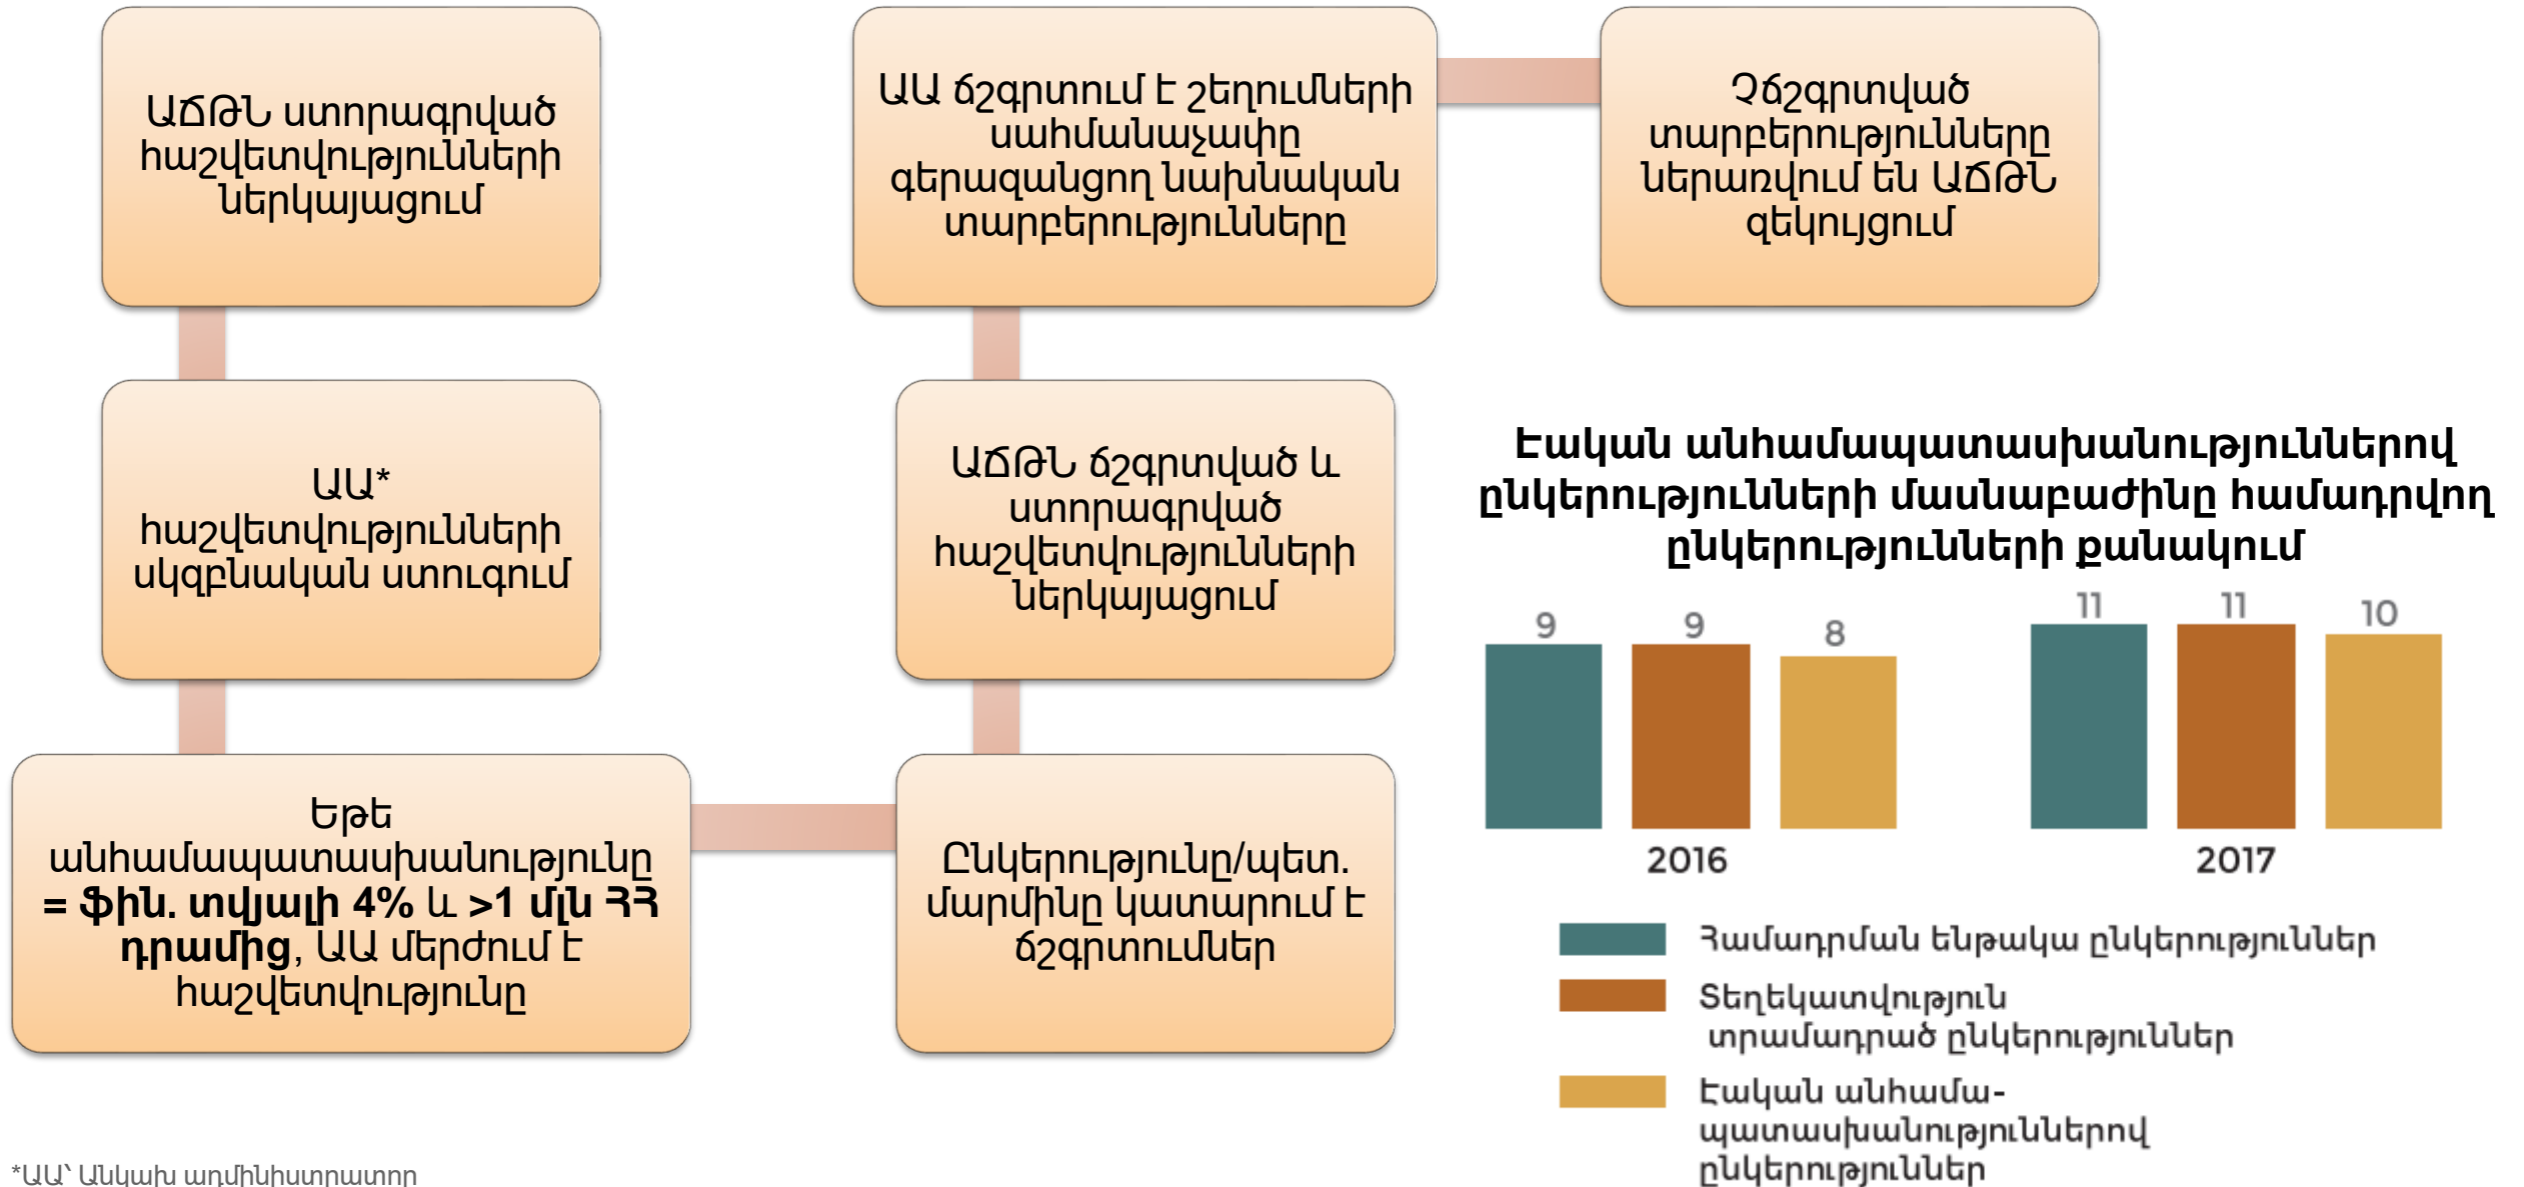 ԱՃԹՆ ստորագրված
հաշվետվությունների
ներկայացում
ԱԱ*
հաշվետվությունների
սկզբնական ստուգում
Եթե
անհամապատասխանությունը
= ֆին. տվյալի 4% և >1 մլն ՀՀ
դրամից, ԱԱ մերժում է
հաշվետվությունը
Ընկերությունը/պետ.
մարմինը կատարում է
ճշգրտումներ
ԱՃԹՆ ճշգրտված և
ստորագրված
հաշվետվությունների
ներկայացում
ԱԱ ճշգրտում է շեղումների
սահմանաչափը
գերազանցող նախնական
տարբերությունները
Չճշգրտված
տարբերությունները
ներառվում են ԱՃԹՆ
զեկույցում
Էական անհամապատասխանություններով
ընկերությունների մասնաբաժինը համադրվող
ընկերությունների քանակում
9
9
8
11
11
10
2016
2017
Համադրման ենթակա ընկերություններ
Տեղեկատվություն
տրամադրած ընկերություններ
Էական անհամա-
պատասխանություններով
ընկերություններ
*ԱԱ՝ Անկախ ադմինիստրատոր